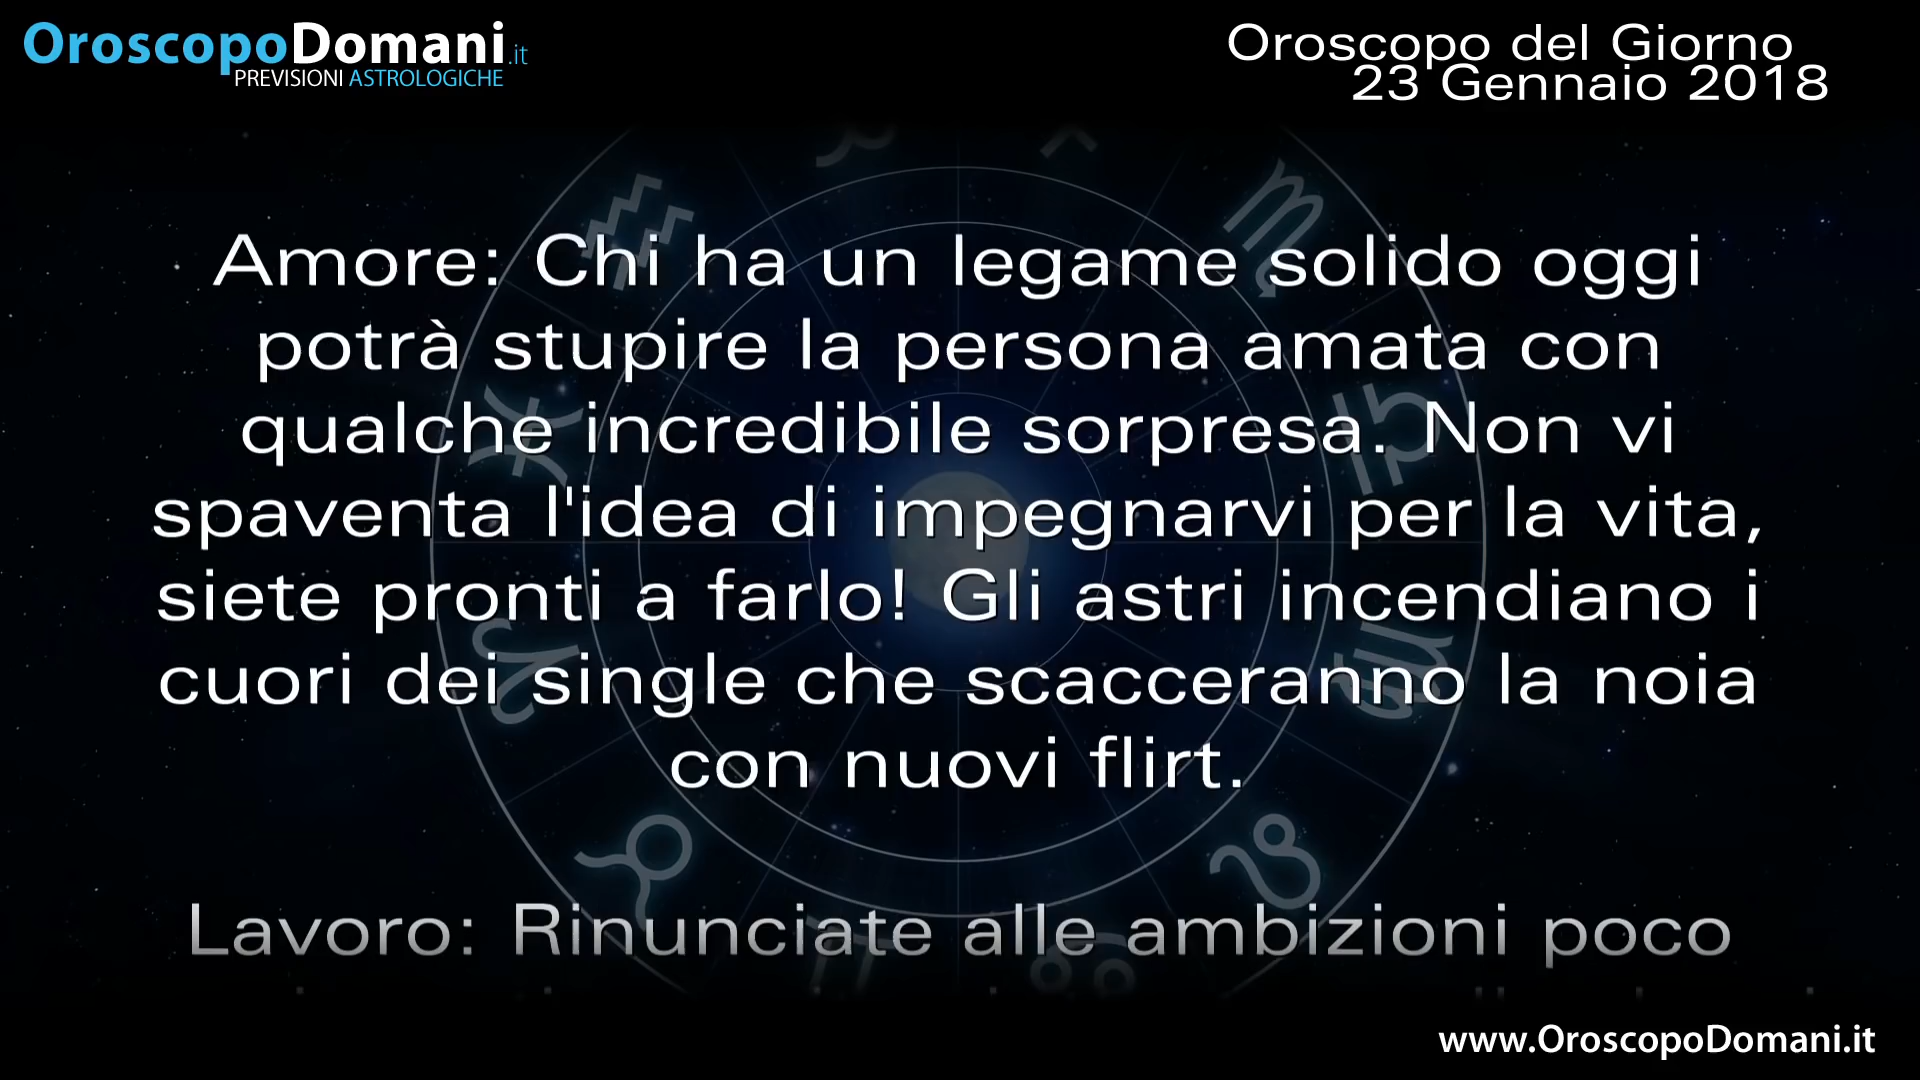 OroscopoDomani.it
PREVISIONI ASTROLOGICHE
Oroscopo del Giorno
23 Gennaio 2018
Amore: Chi ha un legame solido oggi
potrà stupire la persona amata con
qualche incredibile sorpresa. Non vi
spaventa l'idea di impegnarvi per la vita,
siete pronti a farlo! Gli astri incendiano i
cuori dei single che scacceranno la noia
con nuovi flirt.
Lavoro: Rinunciate alle ambizioni poco
www.OroscopoDomani.it